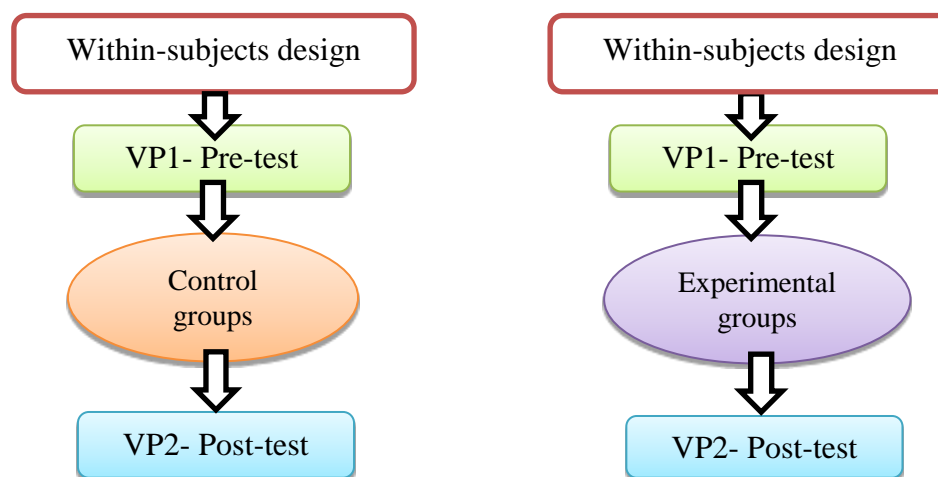 Within-subjects design
VP1- Pre-test
Control
groups
VP2- Post-test
Within-subjects design
VP1- Pre-test
Experimental
groups
VP2- Post-test